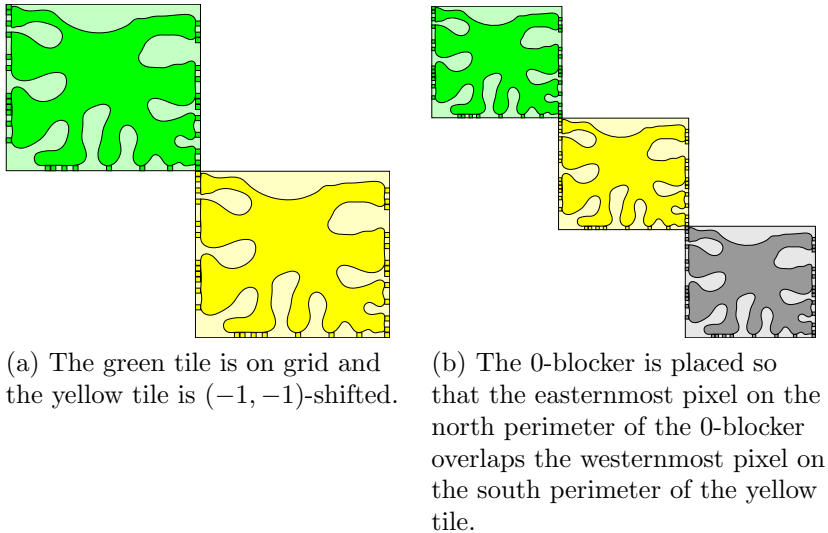 (a) The green tile is on grid and
the yellow tile is (−1, −1)-shifted.
(b) The 0-blocker is placed so
that the easternmost pixel on the
north perimeter of the 0-blocker
overlaps the westernmost pixel on
the south perimeter of the yellow
tile.